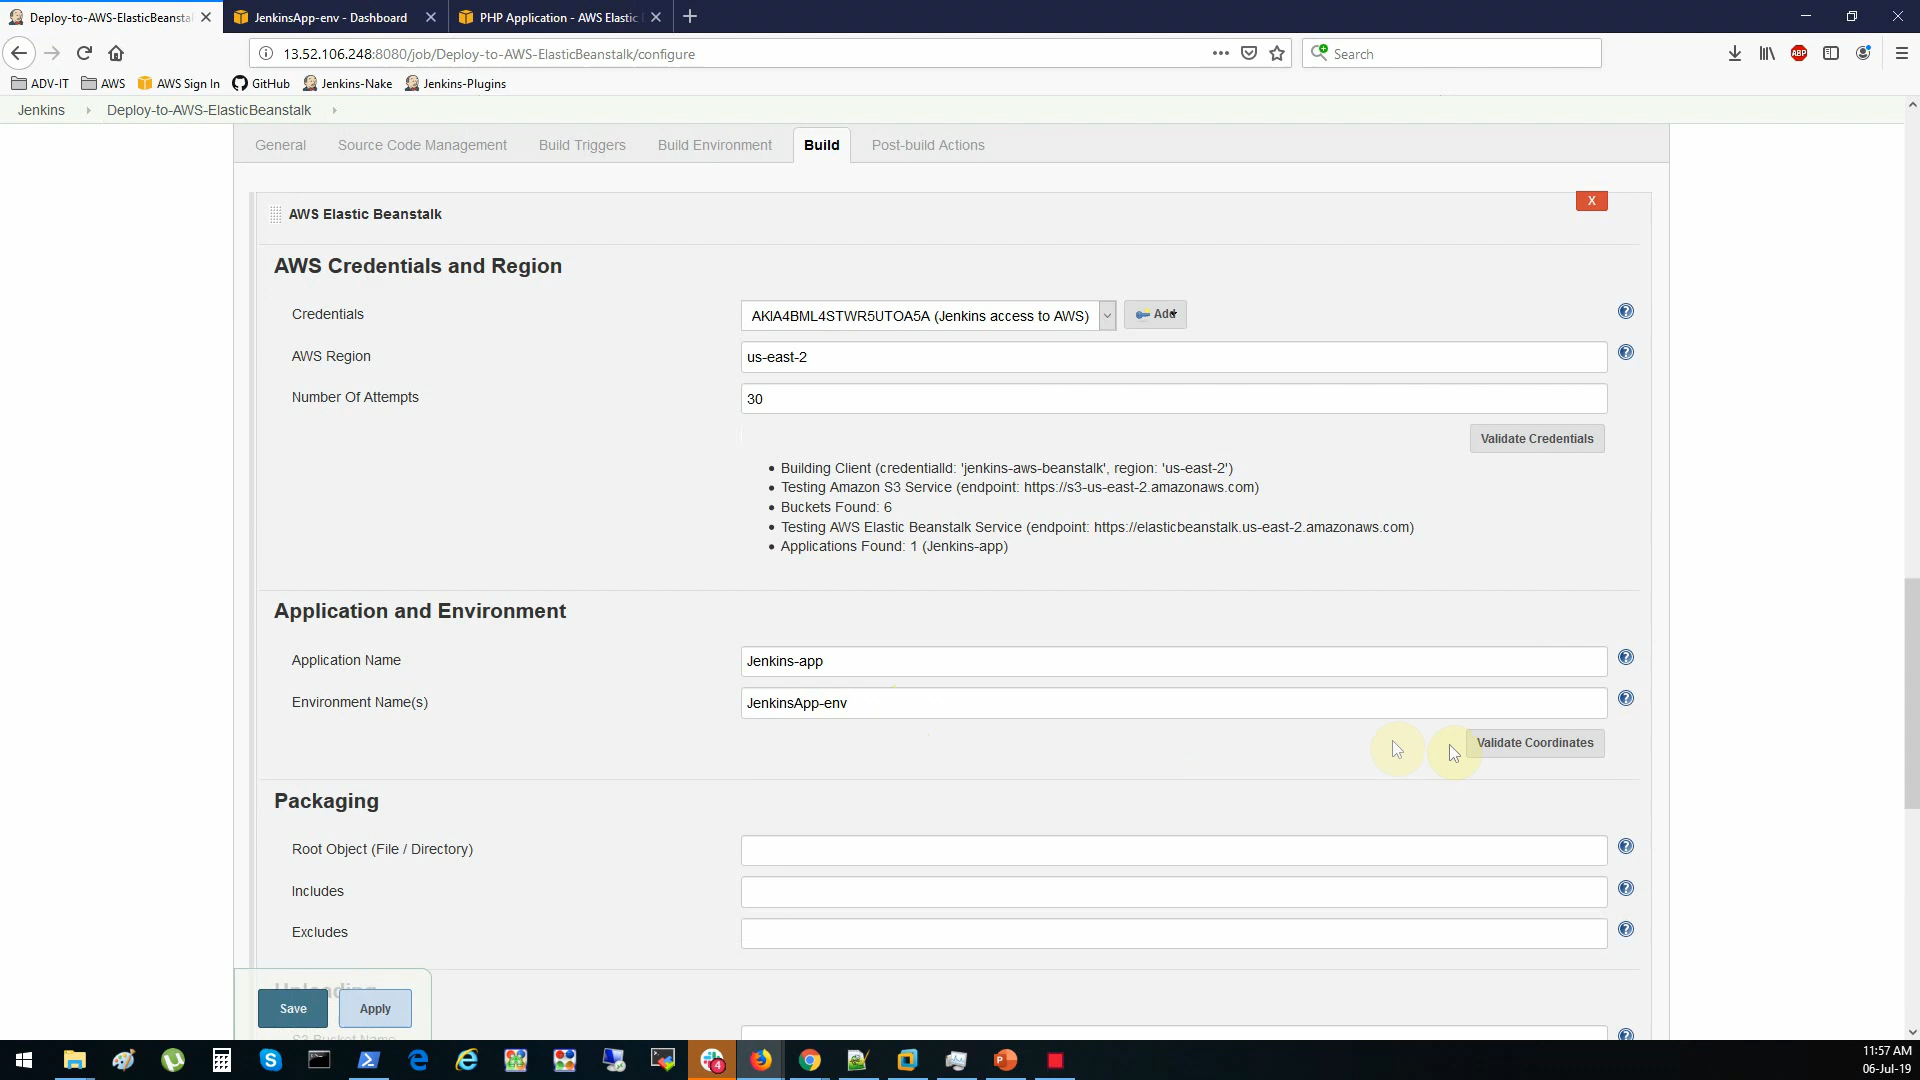 Deploy-to-AWS-ElasticBeansta
JenkinsApp-env - Dashboard
PHP Application - AWS Elastic
13.52.106.248:8080/job/Deploy-to-AWS-ElasticBeanstalk/configure
Search
ADV-IT
AWS
AWS Sign In
GitHub
Jenkins-Nake
Jenkins-Plugins
Jenkins
Deploy-to-AWS-ElasticBeanstalk
General
Source Code Management
Build Triggers
Build Environment
Build
Post-build Actions
AWS Elastic Beanstalk
X
AWS Credentials and Region
Credentials
AKIA4BML4STWR5UTOA5A (Jenkins access to AWS)
Add
AWS Region
us-east-2
Number Of Attempts
30
Validate Credentials
Building Client (credentialId: 'jenkins-aws-beanstalk', region: 'us-east-2')
Testing Amazon S3 Service (endpoint: https://s3-us-east-2.amazonaws.com)
Buckets Found: 6
Testing AWS Elastic Beanstalk Service (endpoint: https://elasticbeanstalk.us-east-2.amazonaws.com)
Applications Found: 1 (Jenkins-app)
Application and Environment
Application Name
Jenkins-app
Environment Name(s)
JenkinsApp-env
Validate Coordinates
Packaging
Root Object (File / Directory)
Includes
Excludes
Uploading
Save
Apply
S3 Bucket Name
4
11:57 AM
06-Jul-19